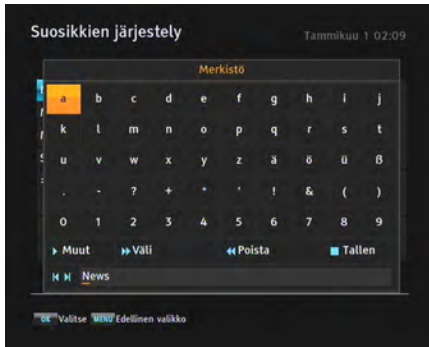 Suosikkien järjestely Tammikuu 1 02:09
Merkistö
a b c d e f g h i j
k l m n o p q r s t
u v w x y z ä ö ü ß
. - ? + * ' ! & ( )
0 1 2 3 4 5 6 7 8 9
Muut Väli Poista Tallen
News
OK Valitse MENU Edellinen valikko